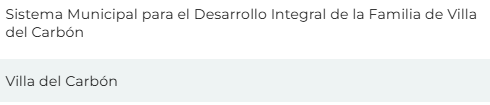 Sistema Municipal para el Desarrollo Integral de la Familia de Villa
del Carbón
Villa del Carbón